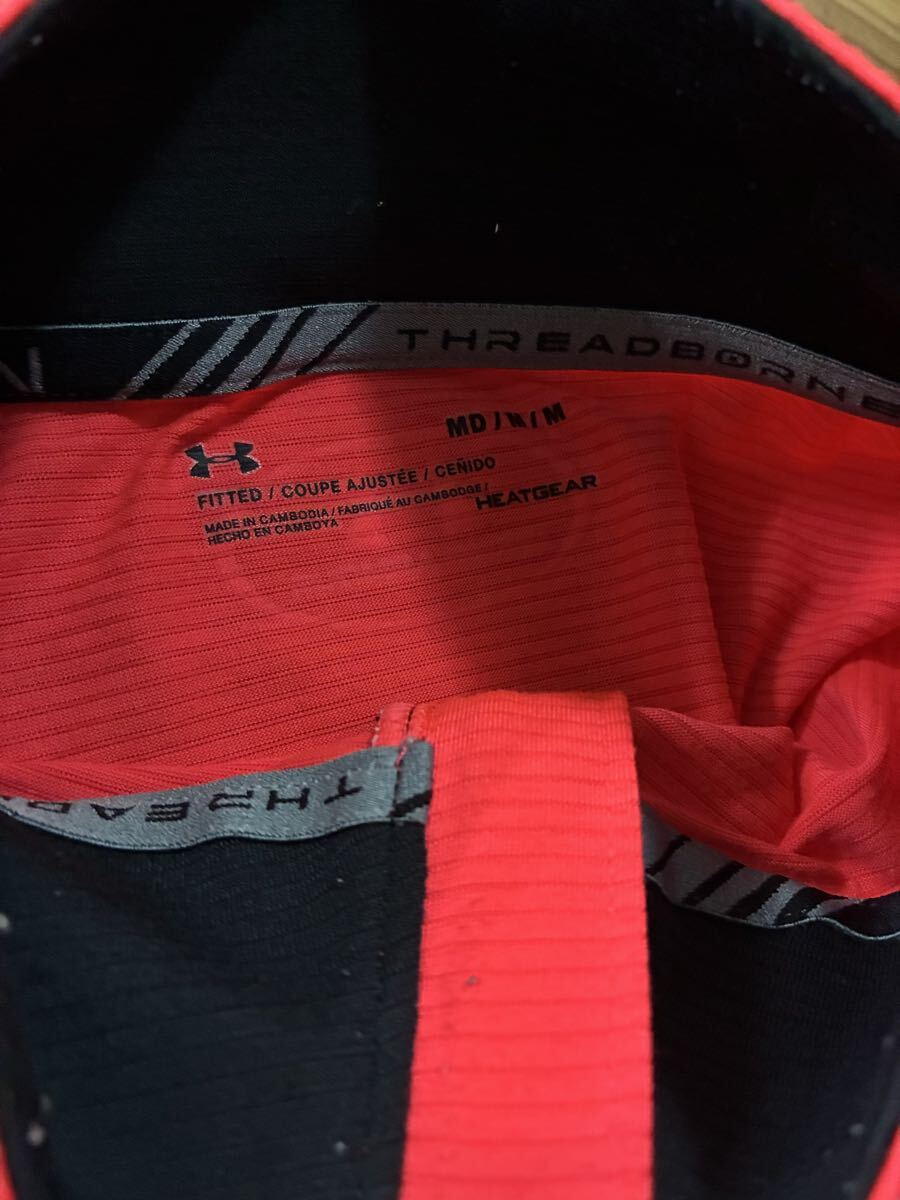 N
THREADBORNE
MD / M / M
FITTED / COUPE AJUSTÉE / CEÑIDO
MADE IN CAMBODIA / FABRIQUÉ AU CAMBODGE /
HECHO EN CAMBOYA
HEATGEAR
THREAD